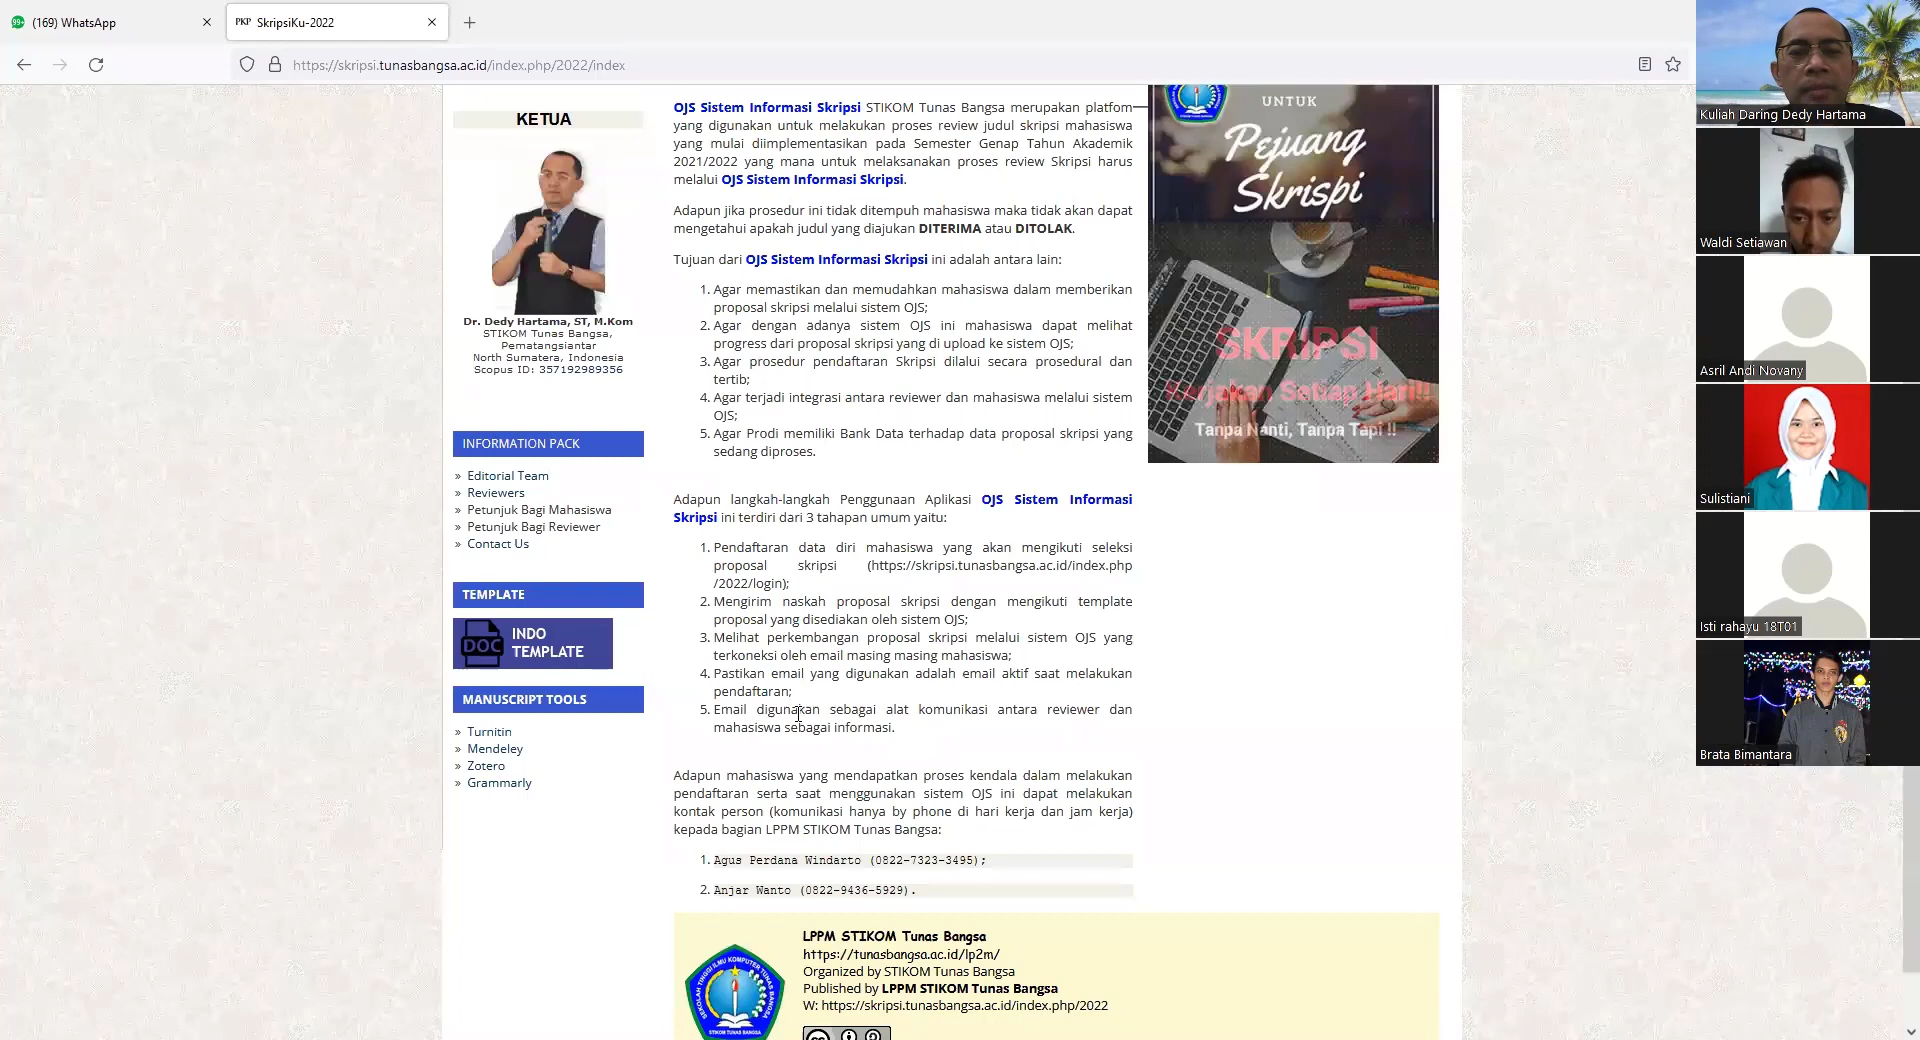 (169) WhatsApp
PKP SkripsiKu-2022
https://skripsi.tunasbangsa.ac.id/index.php/2022/index
KETUA
Dr. Dedy Hartama, ST, M.Kom
STIKOM Tunas Bangsa,
Pematangsiantar
North Sumatera, Indonesia
Scopus ID: 357192989356
INFORMATION PACK
» Editorial Team
» Reviewers
» Petunjuk Bagi Mahasiswa
» Petunjuk Bagi Reviewer
» Contact Us
TEMPLATE
DOC
INDO
TEMPLATE
MANUSCRIPT TOOLS
» Turnitin
» Mendeley
» Zotero
» Grammarly
OJS Sistem Informasi Skripsi STIKOM Tunas Bangsa merupakan platfom
yang digunakan untuk melakukan proses review judul skripsi mahasiswa
yang mulai diimplementasikan pada Semester Genap Tahun Akademik
2021/2022 yang mana untuk melaksanakan proses review Skripsi harus
melalui OJS Sistem Informasi Skripsi.
Adapun jika prosedur ini tidak ditempuh mahasiswa maka tidak akan dapat
mengetahui apakah judul yang diajukan DITERIMA atau DITOLAK.
Tujuan dari OJS Sistem Informasi Skripsi ini adalah antara lain:
1. Agar memastikan dan memudahkan mahasiswa dalam memberikan
proposal skripsi melalui sistem OJS;
2. Agar dengan adanya sistem OJS ini mahasiswa dapat melihat
progress dari proposal skripsi yang di upload ke sistem OJS;
3. Agar prosedur pendaftaran Skripsi dilalui secara prosedural dan
tertib;
4. Agar terjadi integrasi antara reviewer dan mahasiswa melalui sistem
OJS;
5. Agar Prodi memiliki Bank Data terhadap data proposal skripsi yang
sedang diproses.
Adapun langkah-langkah Penggunaan Aplikasi OJS Sistem Informasi
Skripsi ini terdiri dari 3 tahapan umum yaitu:
1. Pendaftaran data diri mahasiswa yang akan mengikuti seleksi
proposal skripsi (https://skripsi.tunasbangsa.ac.id/index.php
/2022/login);
2. Mengirim naskah proposal skripsi dengan mengikuti template
proposal yang disediakan oleh sistem OJS;
3. Melihat perkembangan proposal skripsi melalui sistem OJS yang
terkoneksi oleh email masing masing mahasiswa;
4. Pastikan email yang digunakan adalah email aktif saat melakukan
pendaftaran;
5. Email digunakan sebagai alat komunikasi antara reviewer dan
mahasiswa sebagai informasi.
Adapun mahasiswa yang mendapatkan proses kendala dalam melakukan
pendaftaran serta saat menggunakan sistem OJS ini dapat melakukan
kontak person (komunikasi hanya by phone di hari kerja dan jam kerja)
kepada bagian LPPM STIKOM Tunas Bangsa:
1. Agus Perdana Windarto (0822-7323-3495);
2. Anjar Wanto (0822-9436-5929).
LPPM STIKOM Tunas Bangsa
https://tunasbangsa.ac.id/lp2m/
Organized by STIKOM Tunas Bangsa
Published by LPPM STIKOM Tunas Bangsa
W: https://skripsi.tunasbangsa.ac.id/index.php/2022
SEKOLAH TINGGI ILMU KOMPUTER TUNAS BANGSA
STIKOM TUNAS BANGSA
UNTUK
Pejuang
Skrispi
SKRIPSI
Kerjakan Setiap Hari!!
Tanpa Nanti, Tanpa Tapi !!
Kuliah Daring Dedy Hartama
Waldi Setiawan
Asril Andi Novany
Sulistiani
Isti rahayu 18T01
Brata Bimantara